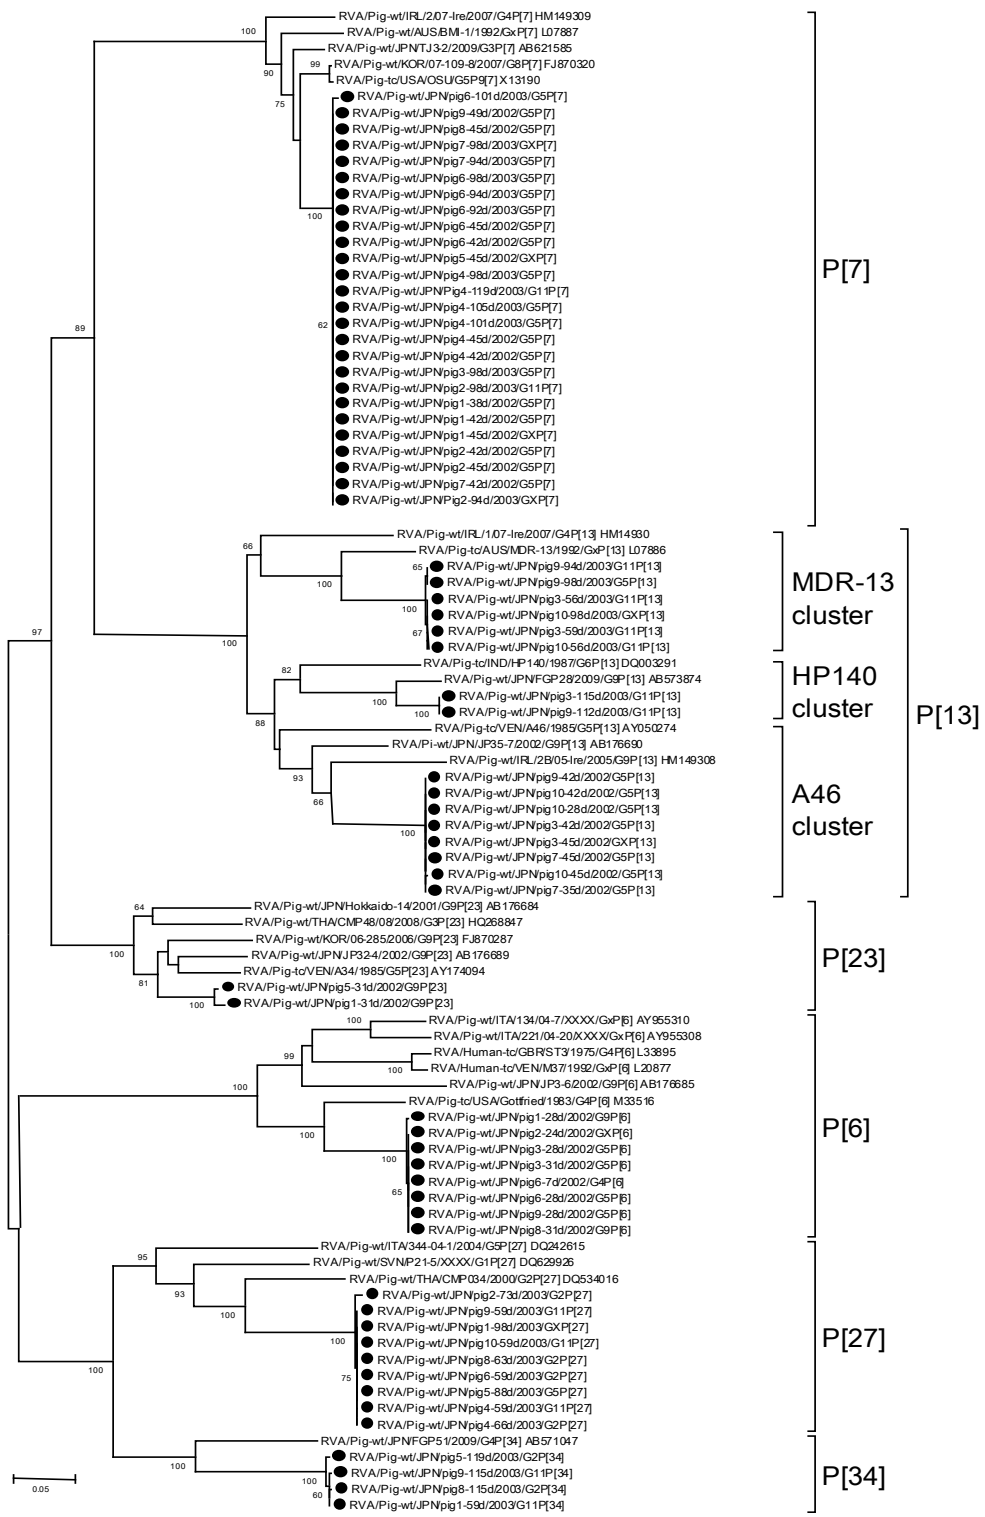 RVA/Pig-wt/IRL/2/07-Ire/2007/G4P[7] HM149309
100
RVA/Pig-wt/AUS/BMI-1/1992/GxP[7] L07887
RVA/Pig-wt/JPN/TJ3-2/2009/G3P[7] AB621585
99
RVA/Pig-wt/KOR/07-109-8/2007/G8P[7] FJ870320
90
RVA/Pig-tc/USA/OSU/G5P9[7] X13190
75
RVA/Pig-wt/JPN/pig6-101d/2003/G5P[7]
RVA/Pig-wt/JPN/pig9-49d/2002/G5P[7]
RVA/Pig-wt/JPN/pig8-45d/2002/G5P[7]
RVA/Pig-wt/JPN/pig7-98d/2003/GXP[7]
RVA/Pig-wt/JPN/pig7-94d/2003/G5P[7]
RVA/Pig-wt/JPN/pig6-98d/2003/G5P[7]
RVA/Pig-wt/JPN/pig6-94d/2003/G5P[7]
RVA/Pig-wt/JPN/pig6-92d/2003/G5P[7]
100
RVA/Pig-wt/JPN/pig6-45d/2002/G5P[7]
RVA/Pig-wt/JPN/pig6-42d/2002/G5P[7]
RVA/Pig-wt/JPN/pig5-45d/2002/GXP[7]
P[7]
RVA/Pig-wt/JPN/pig4-98d/2003/G5P[7]
RVA/Pig-wt/JPN/Pig4-119d/2003/G11P[7]
RVA/Pig-wt/JPN/pig4-105d/2003/G5P[7]
62
RVA/Pig-wt/JPN/pig4-101d/2003/G5P[7]
89
RVA/Pig-wt/JPN/pig4-45d/2002/G5P[7]
RVA/Pig-wt/JPN/pig4-42d/2002/G5P[7]
RVA/Pig-wt/JPN/pig3-98d/2003/G5P[7]
RVA/Pig-wt/JPN/pig2-98d/2003/G11P[7]
RVA/Pig-wt/JPN/pig1-38d/2002/G5P[7]
RVA/Pig-wt/JPN/pig1-42d/2002/G5P[7]
RVA/Pig-wt/JPN/pig1-45d/2002/GXP[7]
RVA/Pig-wt/JPN/pig2-42d/2002/G5P[7]
RVA/Pig-wt/JPN/pig2-45d/2002/G5P[7]
RVA/Pig-wt/JPN/pig7-42d/2002/G5P[7]
RVA/Pig-wt/JPN/Pig2-94d/2003/GXP[7]
RVA/Pig-wt/IRL/1/07-Ire/2007/G4P[13] HM14930
66
RVA/Pig-tc/AUS/MDR-13/1992/GxP[13] L07886
65
RVA/Pig-wt/JPN/pig9-94d/2003/G11P[13]
100
RVA/Pig-wt/JPN/pig9-98d/2003/G5P[13]
MDR-13
cluster
RVA/Pig-wt/JPN/pig3-56d/2003/G11P[13]
100
RVA/Pig-wt/JPN/pig10-98d/2003/GXP[13]
67
RVA/Pig-wt/JPN/pig3-59d/2003/G11P[13]
97
100
RVA/Pig-wt/JPN/pig10-56d/2003/G11P[13]
82
RVA/Pig-tc/IND/HP140/1987/G6P[13] DQ003291
RVA/Pig-wt/JPN/FGP28/2009/G9P[13] AB573874
HP140
cluster
100
RVA/Pig-wt/JPN/pig3-115d/2003/G11P[13]
100
RVA/Pig-wt/JPN/pig9-112d/2003/G11P[13]
P[13]
88
RVA/Pig-tc/VEN/A46/1985/G5P[13] AY050274
RVA/Pi-wt/JPN/JP35-7/2002/G9P[13] AB176690
93
RVA/Pig-wt/IRL/2B/05-Ire/2005/G9P[13] HM149308
RVA/Pig-wt/JPN/pig9-42d/2002/G5P[13]
RVA/Pig-wt/JPN/pig10-42d/2002/G5P[13]
A46
cluster
66
RVA/Pig-wt/JPN/pig10-28d/2002/G5P[13]
RVA/Pig-wt/JPN/pig3-42d/2002/G5P[13]
100
RVA/Pig-wt/JPN/pig3-45d/2002/GXP[13]
RVA/Pig-wt/JPN/pig7-45d/2002/G5P[13]
RVA/Pig-wt/JPN/pig10-45d/2002/G5P[13]
RVA/Pig-wt/JPN/pig7-35d/2002/G5P[13]
64
RVA/Pig-wt/JPN/Hokkaido-14/2001/G9P[23] AB176684
RVA/Pig-wt/THA/CMP48/08/2008/G3P[23] HQ268847
RVA/Pig-wt/KOR/06-285/2006/G9P[23] FJ870287
100
RVA/Pig-wt/JPN/JP32-4/2002/G9P[23] AB176689
P[23]
RVA/Pig-tc/VEN/A34/1985/G5P[23] AY174094
81
RVA/Pig-wt/JPN/pig5-31d/2002/G9P[23]
100
RVA/Pig-wt/JPN/pig1-31d/2002/G9P[23]
100
RVA/Pig-wt/ITA/134/04-7/XXXX/GxP[6] AY955310
RVA/Pig-wt/ITA/221/04-20/XXXX/GxP[6] AY955308
99
RVA/Human-tc/GBR/ST3/1975/G4P[6] L33895
100
RVA/Human-tc/VEN/M37/1992/GxP[6] L20877
100
RVA/Pig-wt/JPN/JP3-6/2002/G9P[6] AB176685
RVA/Pig-tc/USA/Gottfried/1983/G4P[6] M33516
RVA/Pig-wt/JPN/pig1-28d/2002/G9P[6]
P[6]
100
RVA/Pig-wt/JPN/pig2-24d/2002/GXP[6]
RVA/Pig-wt/JPN/pig3-28d/2002/G5P[6]
100
RVA/Pig-wt/JPN/pig3-31d/2002/G5P[6]
RVA/Pig-wt/JPN/pig6-7d/2002/G4P[6]
65
RVA/Pig-wt/JPN/pig6-28d/2002/G5P[6]
RVA/Pig-wt/JPN/pig9-28d/2002/G5P[6]
RVA/Pig-wt/JPN/pig8-31d/2002/G9P[6]
RVA/Pig-wt/ITA/344-04-1/2004/G5P[27] DQ242615
95
RVA/Pig-wt/SVN/P21-5/XXXX/G1P[27] DQ629926
93
RVA/Pig-wt/THA/CMP034/2000/G2P[27] DQ534016
RVA/Pig-wt/JPN/pig2-73d/2003/G2P[27]
100
RVA/Pig-wt/JPN/pig9-59d/2003/G11P[27]
RVA/Pig-wt/JPN/pig1-98d/2003/GXP[27]
P[27]
100
RVA/Pig-wt/JPN/pig10-59d/2003/G11P[27]
RVA/Pig-wt/JPN/pig8-63d/2003/G2P[27]
100
75
RVA/Pig-wt/JPN/pig6-59d/2003/G2P[27]
RVA/Pig-wt/JPN/pig5-88d/2003/G5P[27]
RVA/Pig-wt/JPN/pig4-59d/2003/G11P[27]
RVA/Pig-wt/JPN/pig4-66d/2003/G2P[27]
RVA/Pig-wt/JPN/FGP51/2009/G4P[34] AB571047
100
RVA/Pig-wt/JPN/pig5-119d/2003/G2P[34]
100
RVA/Pig-wt/JPN/pig9-115d/2003/G11P[34]
P[34]
0.05
60
RVA/Pig-wt/JPN/pig8-115d/2003/G2P[34]
RVA/Pig-wt/JPN/pig1-59d/2003/G11P[34]